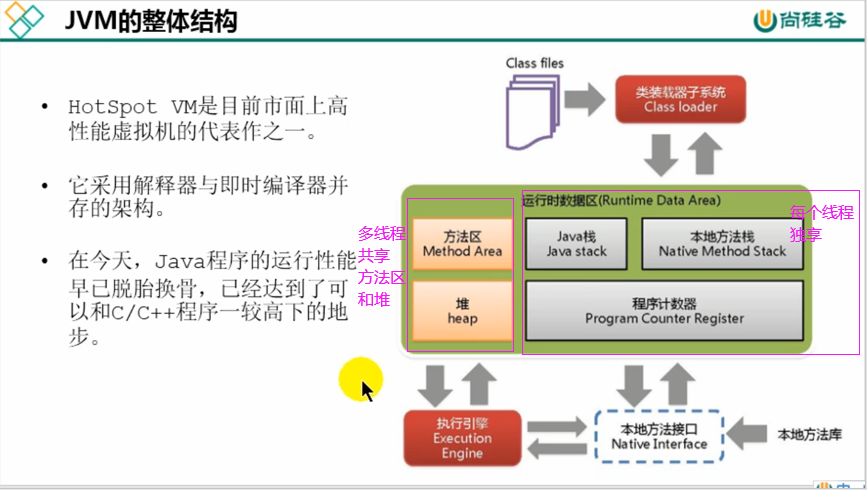 JVM的整体结构
尚硅谷
• HotSpot VM是目前市面上高
性能虚拟机的代表作之一。
• 它采用解释器与即时编译器并
存的架构。
• 在今天，Java程序的运行性能
早已脱胎换骨，已经达到了可
以和C/C++程序一较高下的地
步。
Class files
类装载器子系统
Class loader
运行时数据区(Runtime Data Area)
每个线程
独享
多线程
共享
方法区
和堆
方法区
Method Area
Java栈
Java stack
本地方法栈
Native Method Stack
堆
heap
程序计数器
Program Counter Register
执行引擎
Execution
Engine
本地方法接口
Native Interface
本地方法库